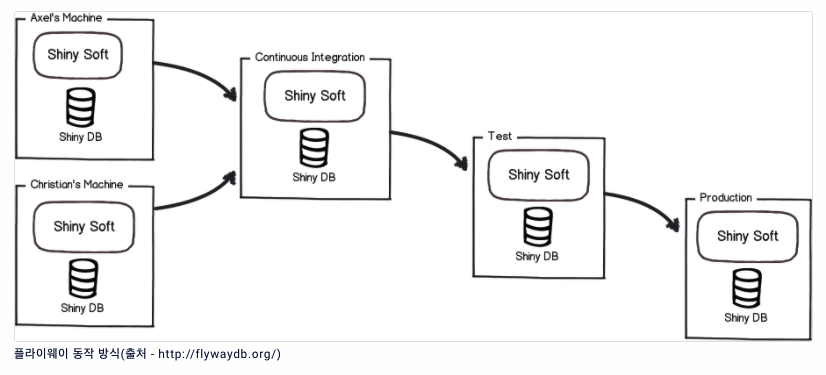 Axel's Machine
Shiny Soft
Shiny DB
Christian's Machine
Shiny Soft
Shiny DB
Continuous Integration
Shiny Soft
Shiny DB
Test
Shiny Soft
Shiny DB
Production
Shiny Soft
Shiny DB
플라이웨이 동작 방식(출처 - http://flywaydb.org/)